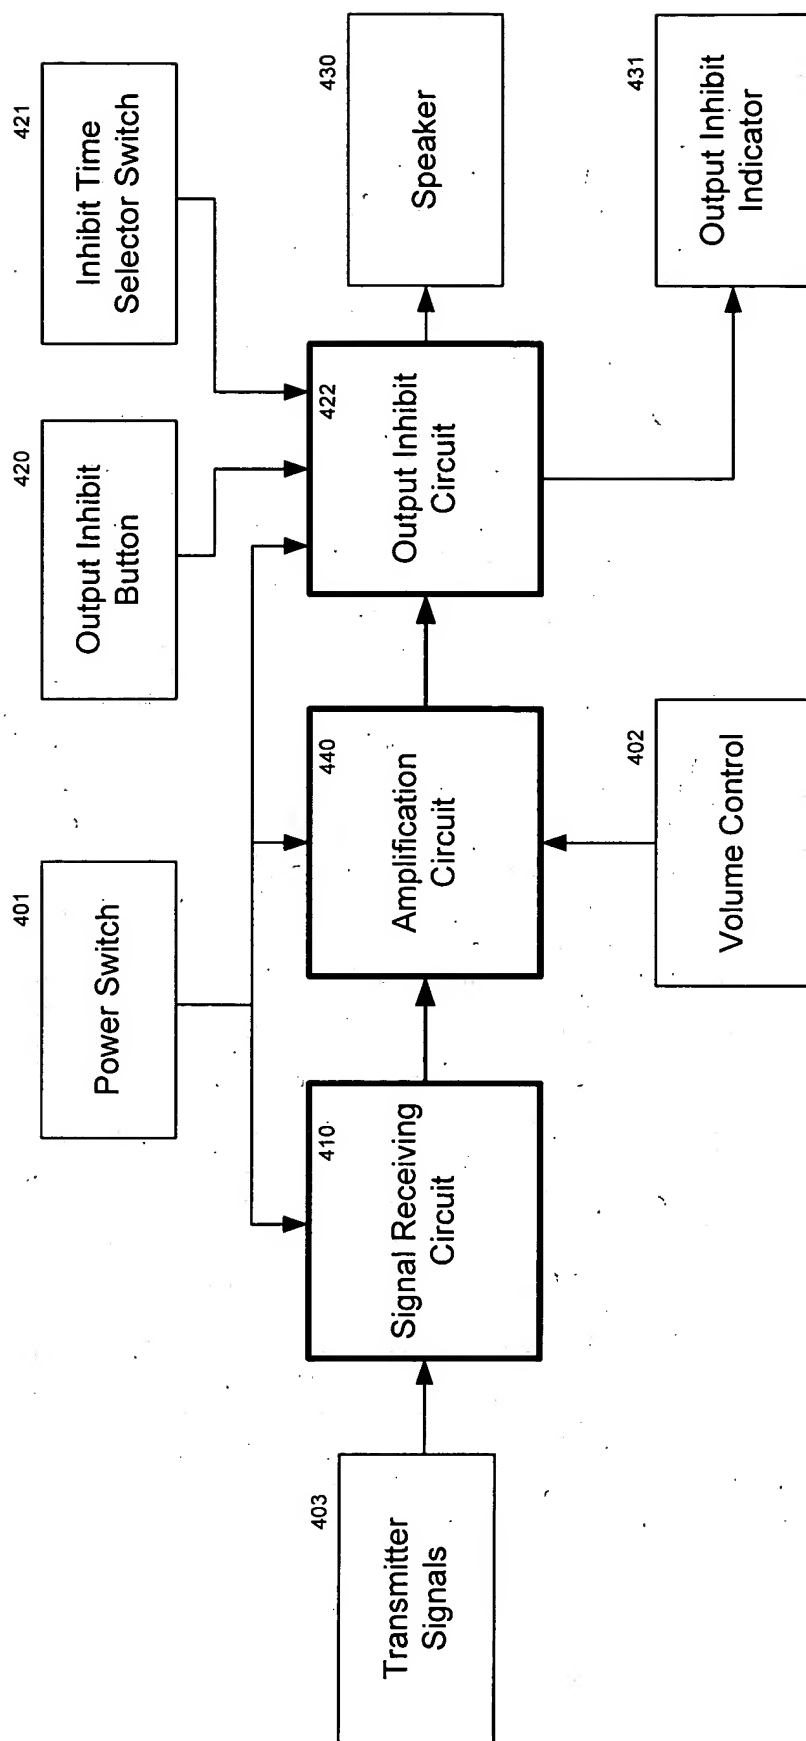 401
Power Switch
420
Output Inhibit
Button
421
Inhibit Time
Selector Switch
403
Transmitter
Signals
410
Signal Receiving
Circuit
440
Amplification
Circuit
422
Output Inhibit
Circuit
430
Speaker
402
Volume Control
431
Output Inhibit
Indicator